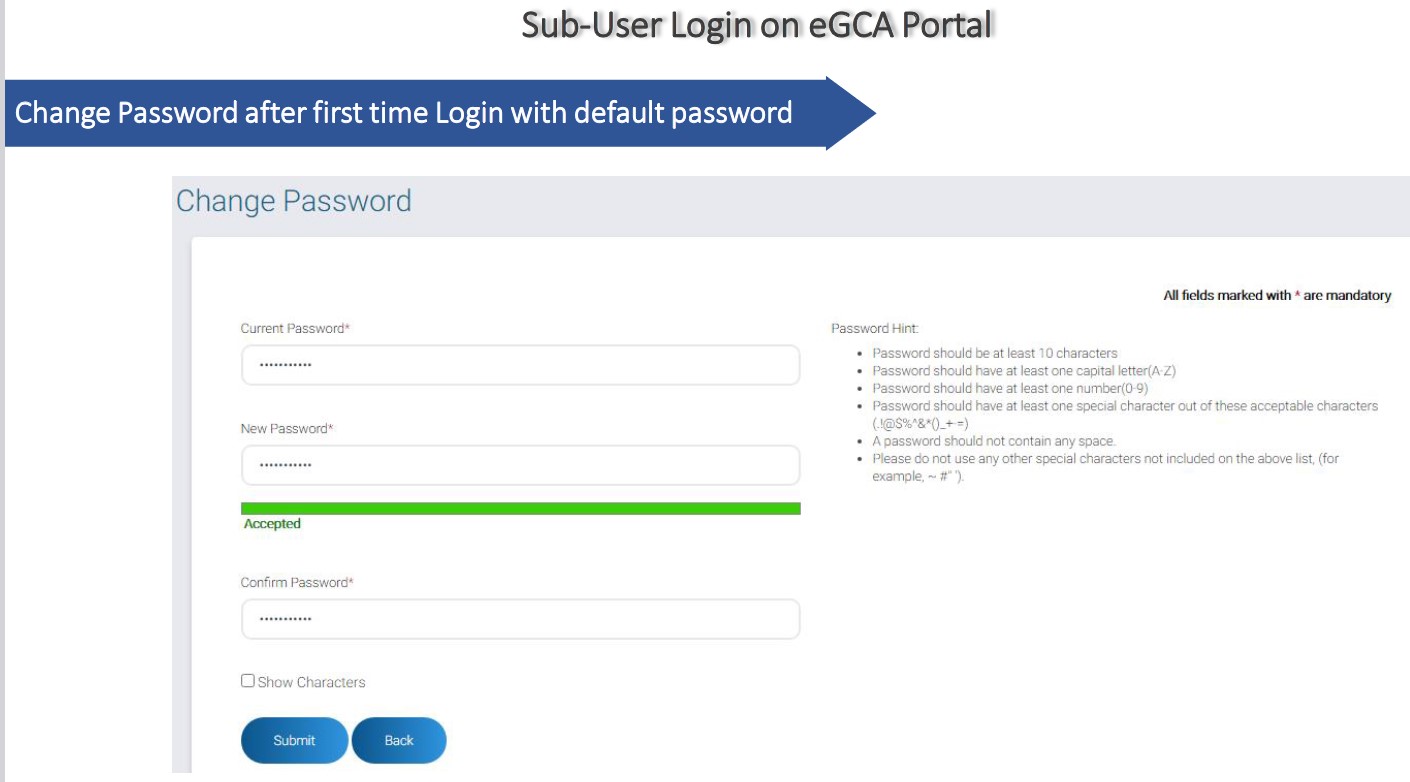 Sub-User Login on eGCA Portal
Change Password after first time Login with default password
Change Password
All fields marked with * are mandatory
Current Password*
...........
New Password*
...........
Accepted
Confirm Password*
...........
Show Characters
Submit
Back
Password Hint:
• Password should be at least 10 characters
• Password should have at least one capital letter(A-Z)
• Password should have at least one number(0-9)
• Password should have at least one special character out of these acceptable characters
(.!@$%^&*()_+-=)
• A password should not contain any space.
• Please do not use any other special characters not included on the above list, (for
example, ~ #" ').